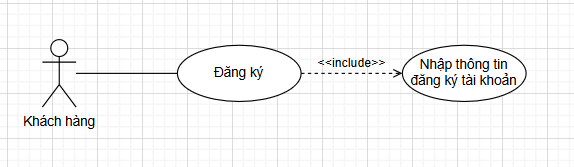 Đăng ký
<<include>>
Nhập thông tin
đăng ký tài khoản
Khách hàng